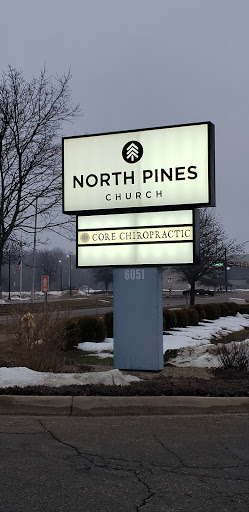 NORTH PINES
CHURCH
CORE CHIROPRACTIC
6051